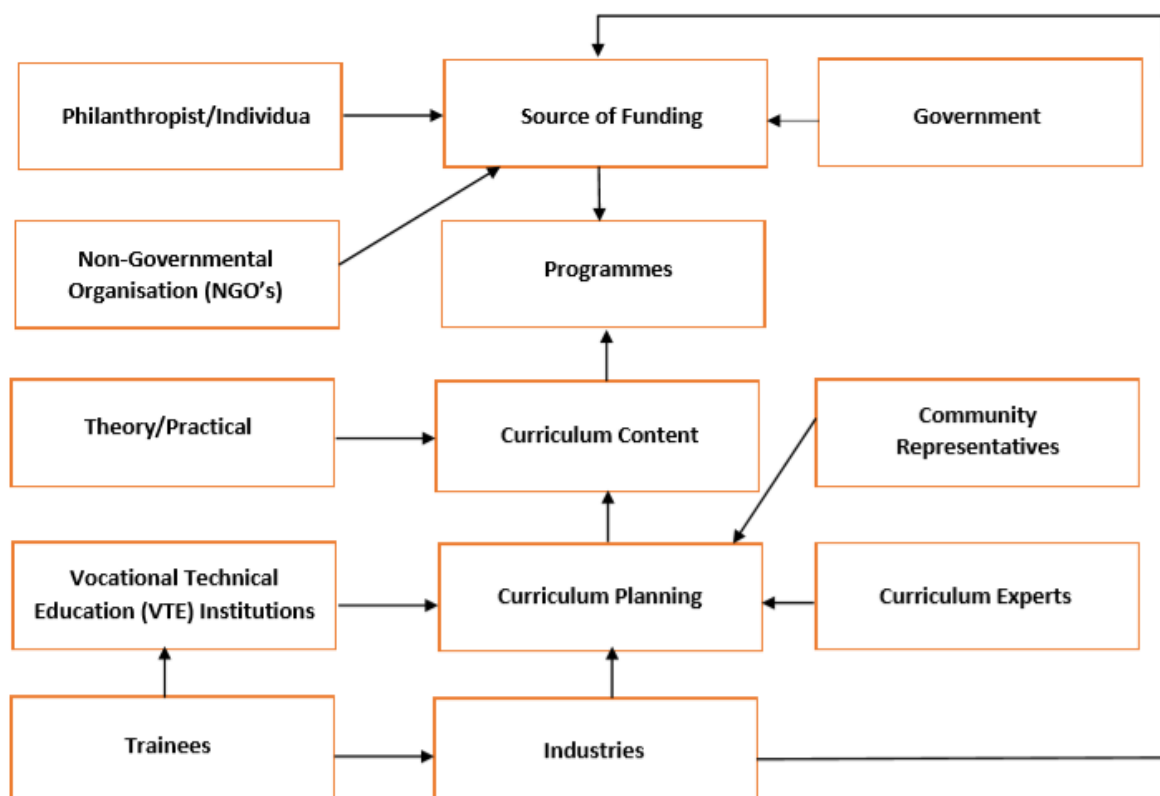 Philanthropist/Individua
Source of Funding
Government
Non-Governmental
Organisation (NGO’s)
Programmes
Theory/Practical
Curriculum Content
Community
Representatives
Vocational Technical
Education (VTE) Institutions
Curriculum Planning
Curriculum Experts
Trainees
Industries